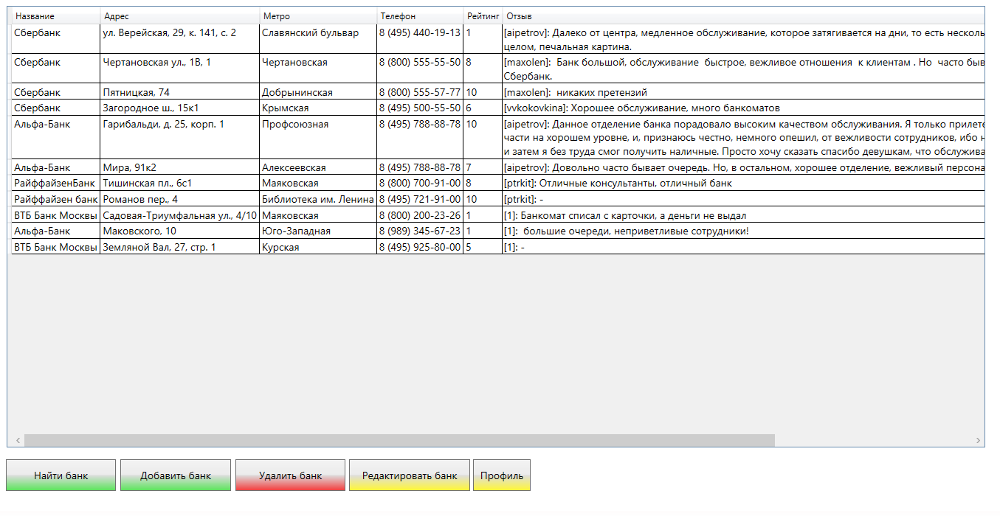 Название Адрес Метро Телефон Рейтинг Отзыв
Сбербанк ул. Верейская, 29, к. 141, с. 2 Славянский бульвар 8 (495) 440-19-13 1 [aipetrov]: Далеко от центра, медленное обслуживание, которое затягивается на дни, то есть несколь
целом, печальная картина.
Сбербанк Чертановская ул., 1В, 1 Чертановская 8 (800) 555-55-50 8 [maxolen]: Банк большой, обслуживание быстрое, вежливое отношения к клиентам . Но часто быв
Сбербанк.
Сбербанк Пятницкая, 74 Добрынинская 8 (800) 555-57-77 10 [maxolen]: никаких претензий
Сбербанк Загородное ш., 15к1 Крымская 8 (495) 500-55-50 6 [vvkokovkina]: Хорошее обслуживание, много банкоматов
Альфа-Банк Гарибальди, д. 25, корп. 1 Профсоюзная 8 (495) 788-88-78 10 [aipetrov]: Данное отделение банка порадовало высоким качеством обслуживания. Я только прилете
части на хорошем уровне, и, признаюсь честно, немного опешил, от вежливости сотрудников, ибо н
и затем я без труда смог получить наличные. Просто хочу сказать спасибо девушкам, что обслужива
Альфа-Банк Мира, 91к2 Алексеевская 8 (495) 788-88-78 7 [aipetrov]: Довольно часто бывает очередь. Но, в остальном, хорошее отделение, вежливый персона
РайффайзенБанк Тишинская пл., 6с1 Маяковская 8 (800) 700-91-00 8 [ptrkit]: Отличные консультанты, отличный банк
Райффайзен банк Романов пер., 4 Библиотека им. Ленина 8 (495) 721-91-00 10 [ptrkit]: -
ВТБ Банк Москвы Садовая-Триумфальная ул., 4/10 Маяковская 8 (800) 200-23-26 1 [1]: Банкомат списал с карточки, а деньги не выдал
Альфа-Банк Маковского, 10 Юго-Западная 8 (989) 345-67-23 1 [1]: большие очереди, неприветливые сотрудники!
ВТБ Банк Москвы Земляной Вал, 27, стр. 1 Курская 8 (495) 925-80-00 5 [1]: -
Найти банк Добавить банк Удалить банк Редактировать банк Профиль